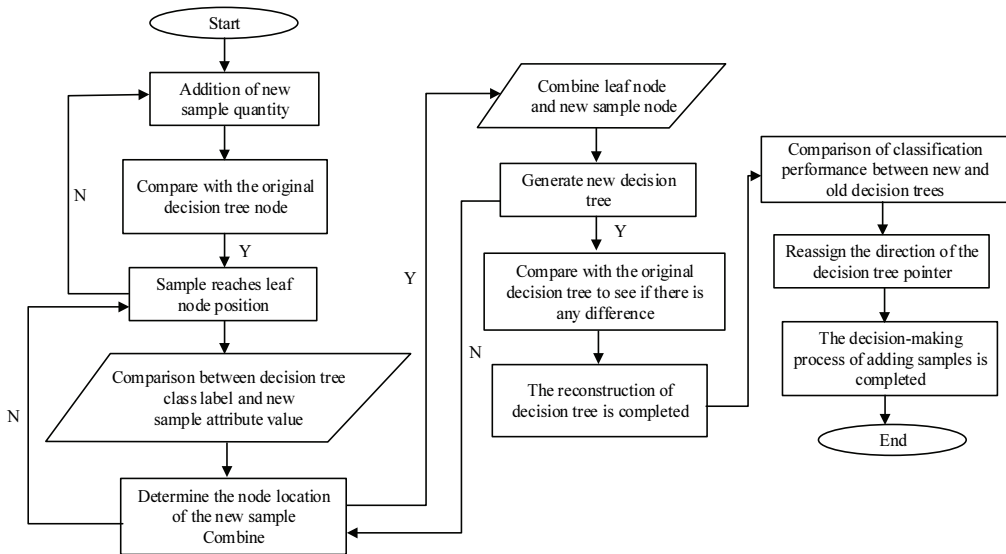 Start
Addition of new
sample quantity
N
Compare with the original
decision tree node
Y
Sample reaches leaf
node position
Comparison between decision tree
class label and new
sample attribute value
N
Determine the node location
of the new sample
Combine
Y
Combine leaf node
and new sample node
Generate new decision
tree
Y
Compare with the original
decision tree to see if there is
any difference
N
The reconstruction of
decision tree is completed
Comparison of classification
performance between new and
old decision trees
Reassign the direction of the
decision tree pointer
The decision-making
process of adding samples is
completed
End